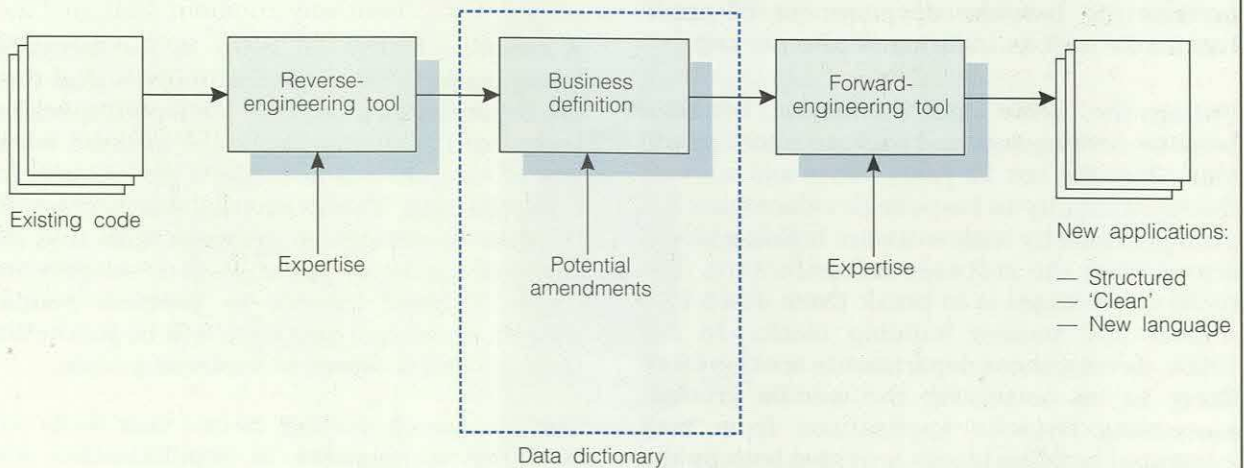 Reverse-
engineering tool
Business
definition
Forward-
engineering tool
Existing code
Expertise
Potential
amendments
Expertise
New applications:
— Structured
— 'Clean'
— New language
Data dictionary